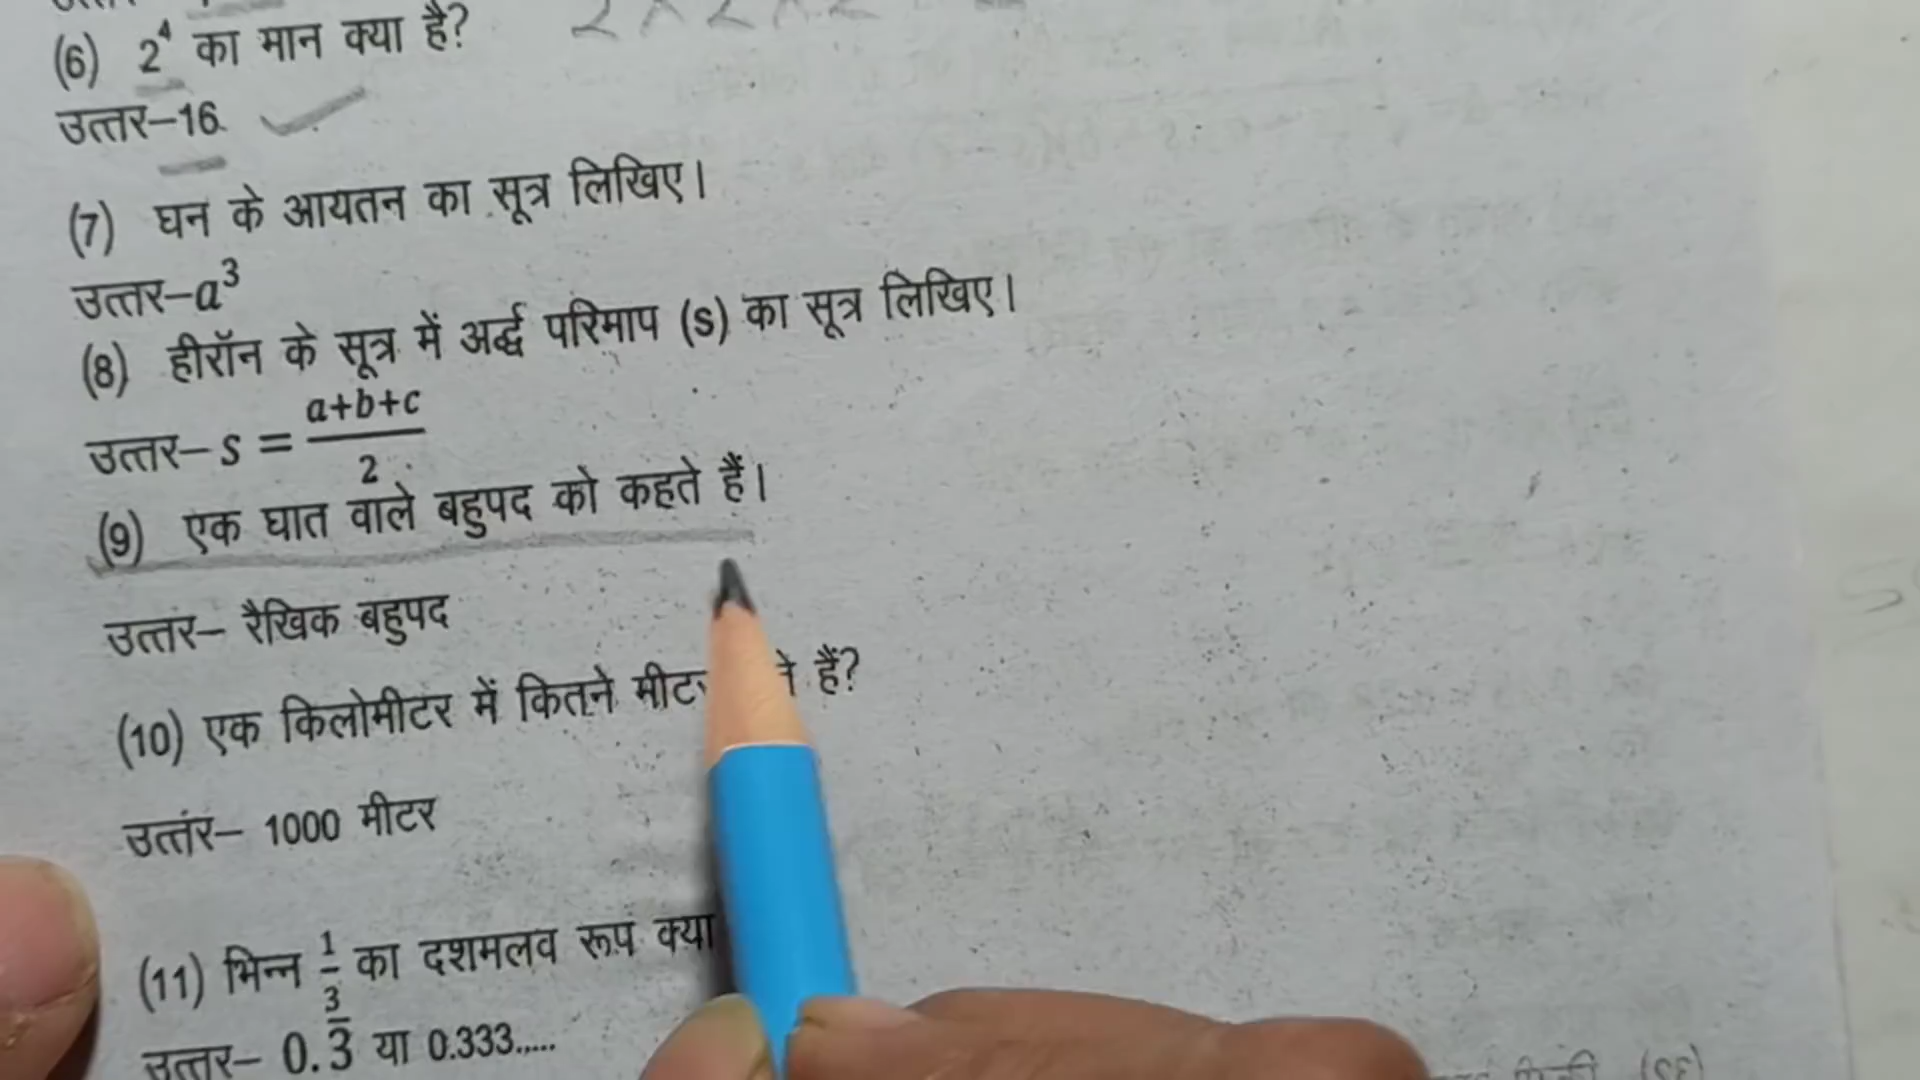 (6) 2⁴ का मान क्या है?
उत्तर–16
(7) घन के आयतन का सूत्र लिखिए।
उत्तर–a³
(8) हीरॉन के सूत्र में अर्द्ध परिमाप (s) का सूत्र लिखिए।
उत्तर– s = a+b+c/2
(9) एक घात वाले बहुपद को कहते हैं।
उत्तर– रैखिक बहुपद
(10) एक किलोमीटर में कितने मीटर हैं?
उत्तर– 1000 मीटर
(11) भिन्न 1/3 का दशमलव रूप क्या
उत्तर– 0.3̅ या 0.333.....